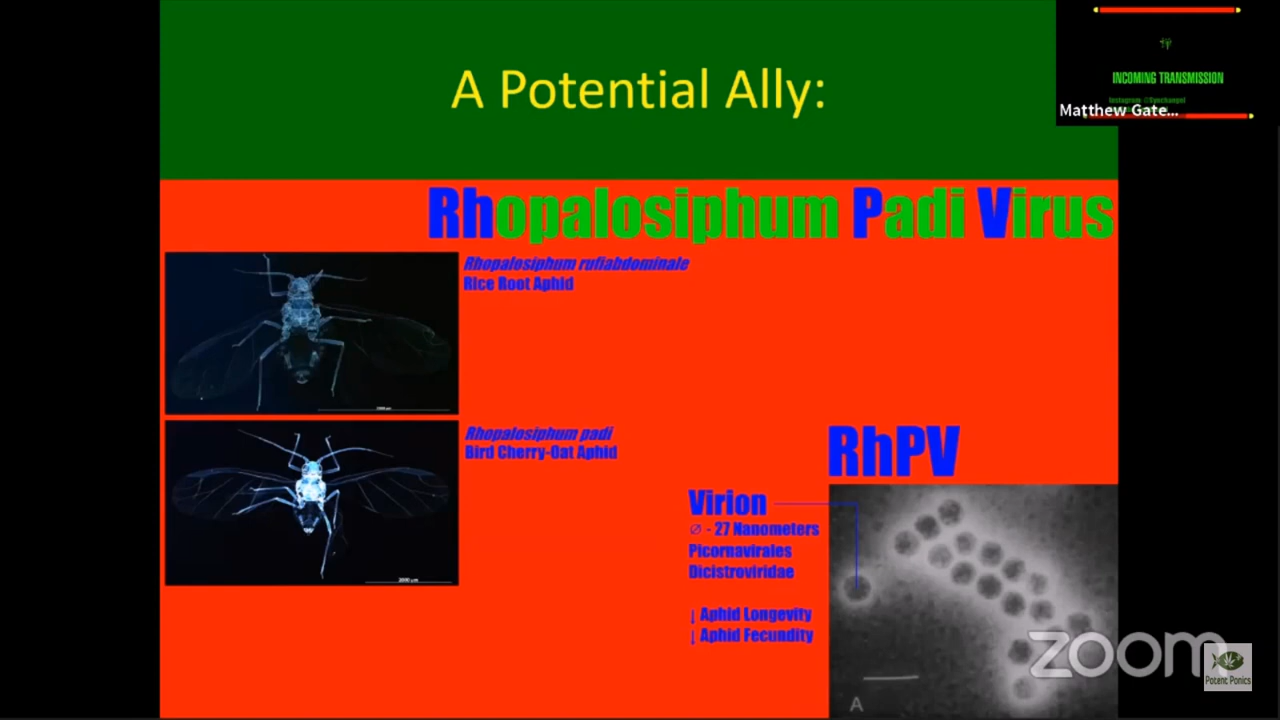 A Potential Ally:
INCOMING TRANSMISSION
Matthew Gate...
Rhopalosiphum Padi Virus
Rhopalosiphum rufiabdominale
Rice Root Aphid
Rhopalosiphum padi
Bird Cherry-Oat Aphid
RhPV
Virion
∅ - 27 Nanometers
Picornavirales
Dicistroviridae
↓ Aphid Longevity
↓ Aphid Fecundity
A
zoom
Potent Ponics